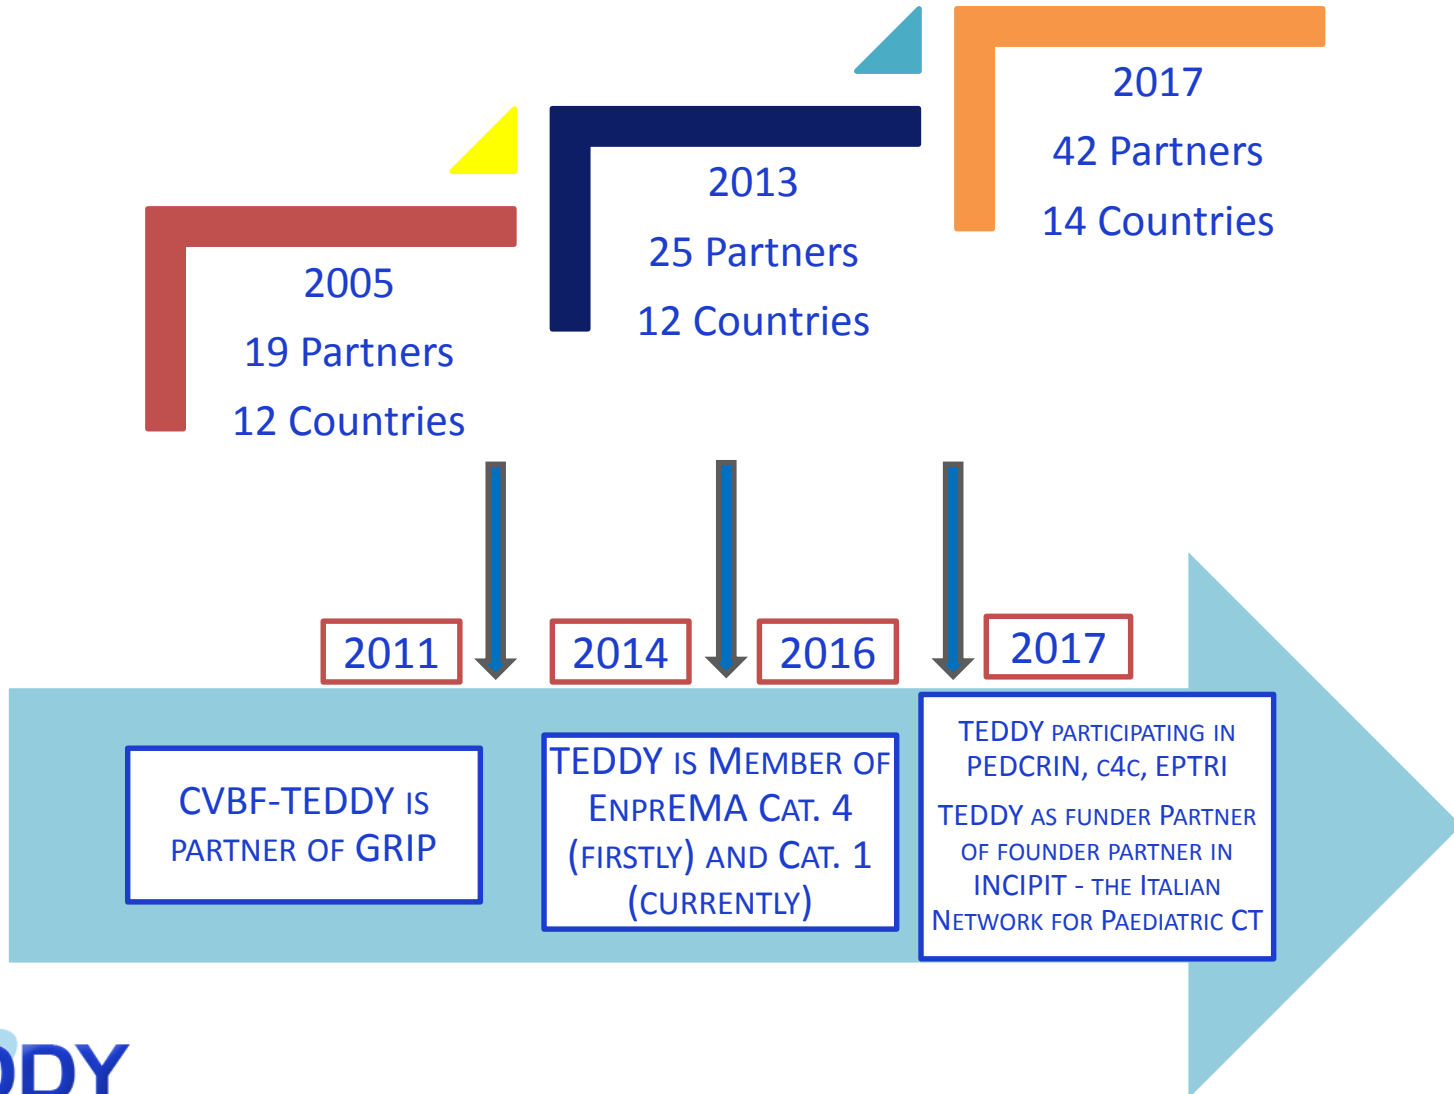 2017
42 Partners
14 Countries
2013
25 Partners
12 Countries
2005
19 Partners
12 Countries
2011
2014
2016
2017
CVBF-TEDDY IS
PARTNER OF GRIP
TEDDY IS MEMBER OF
ENPREMA CAT. 4
(FIRSTLY) AND CAT. 1
(CURRENTLY)
TEDDY PARTICIPATING IN
PEDCRIN, C4C, EPTRI
TEDDY AS FUNDER PARTNER
OF FOUNDER PARTNER IN
INCIPIT - THE ITALIAN
NETWORK FOR PAEDIATRIC CT
DDY